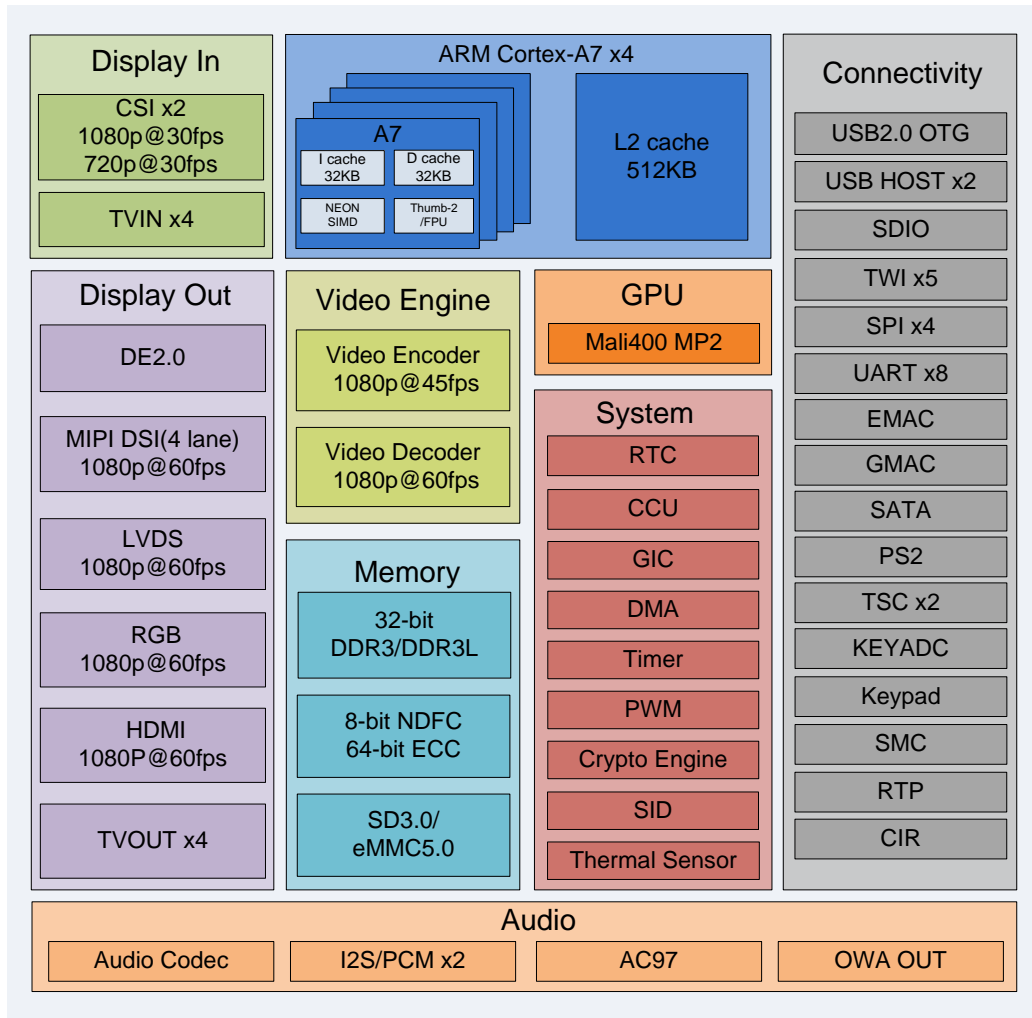 Display In
CSI x2
1080p@30fps
720p@30fps
TVIN x4
ARM Cortex-A7 x4
A7
I cache
32KB
D cache
32KB
NEON
SIMD
Thumb-2
/FPU
L2 cache
512KB
Connectivity
USB2.0 OTG
USB HOST x2
SDIO
TWI x5
SPI x4
UART x8
EMAC
GMAC
SATA
PS2
TSC x2
KEYADC
Keypad
SMC
RTP
CIR
Display Out
DE2.0
MIPI DSI(4 lane)
1080p@60fps
LVDS
1080p@60fps
RGB
1080p@60fps
HDMI
1080P@60fps
TVOUT x4
Video Engine
Video Encoder
1080p@45fps
Video Decoder
1080p@60fps
GPU
Mali400 MP2
Memory
32-bit
DDR3/DDR3L
8-bit NDFC
64-bit ECC
SD3.0/
eMMC5.0
System
RTC
CCU
GIC
DMA
Timer
PWM
Crypto Engine
SID
Thermal Sensor
Audio
Audio Codec
I2S/PCM x2
AC97
OWA OUT